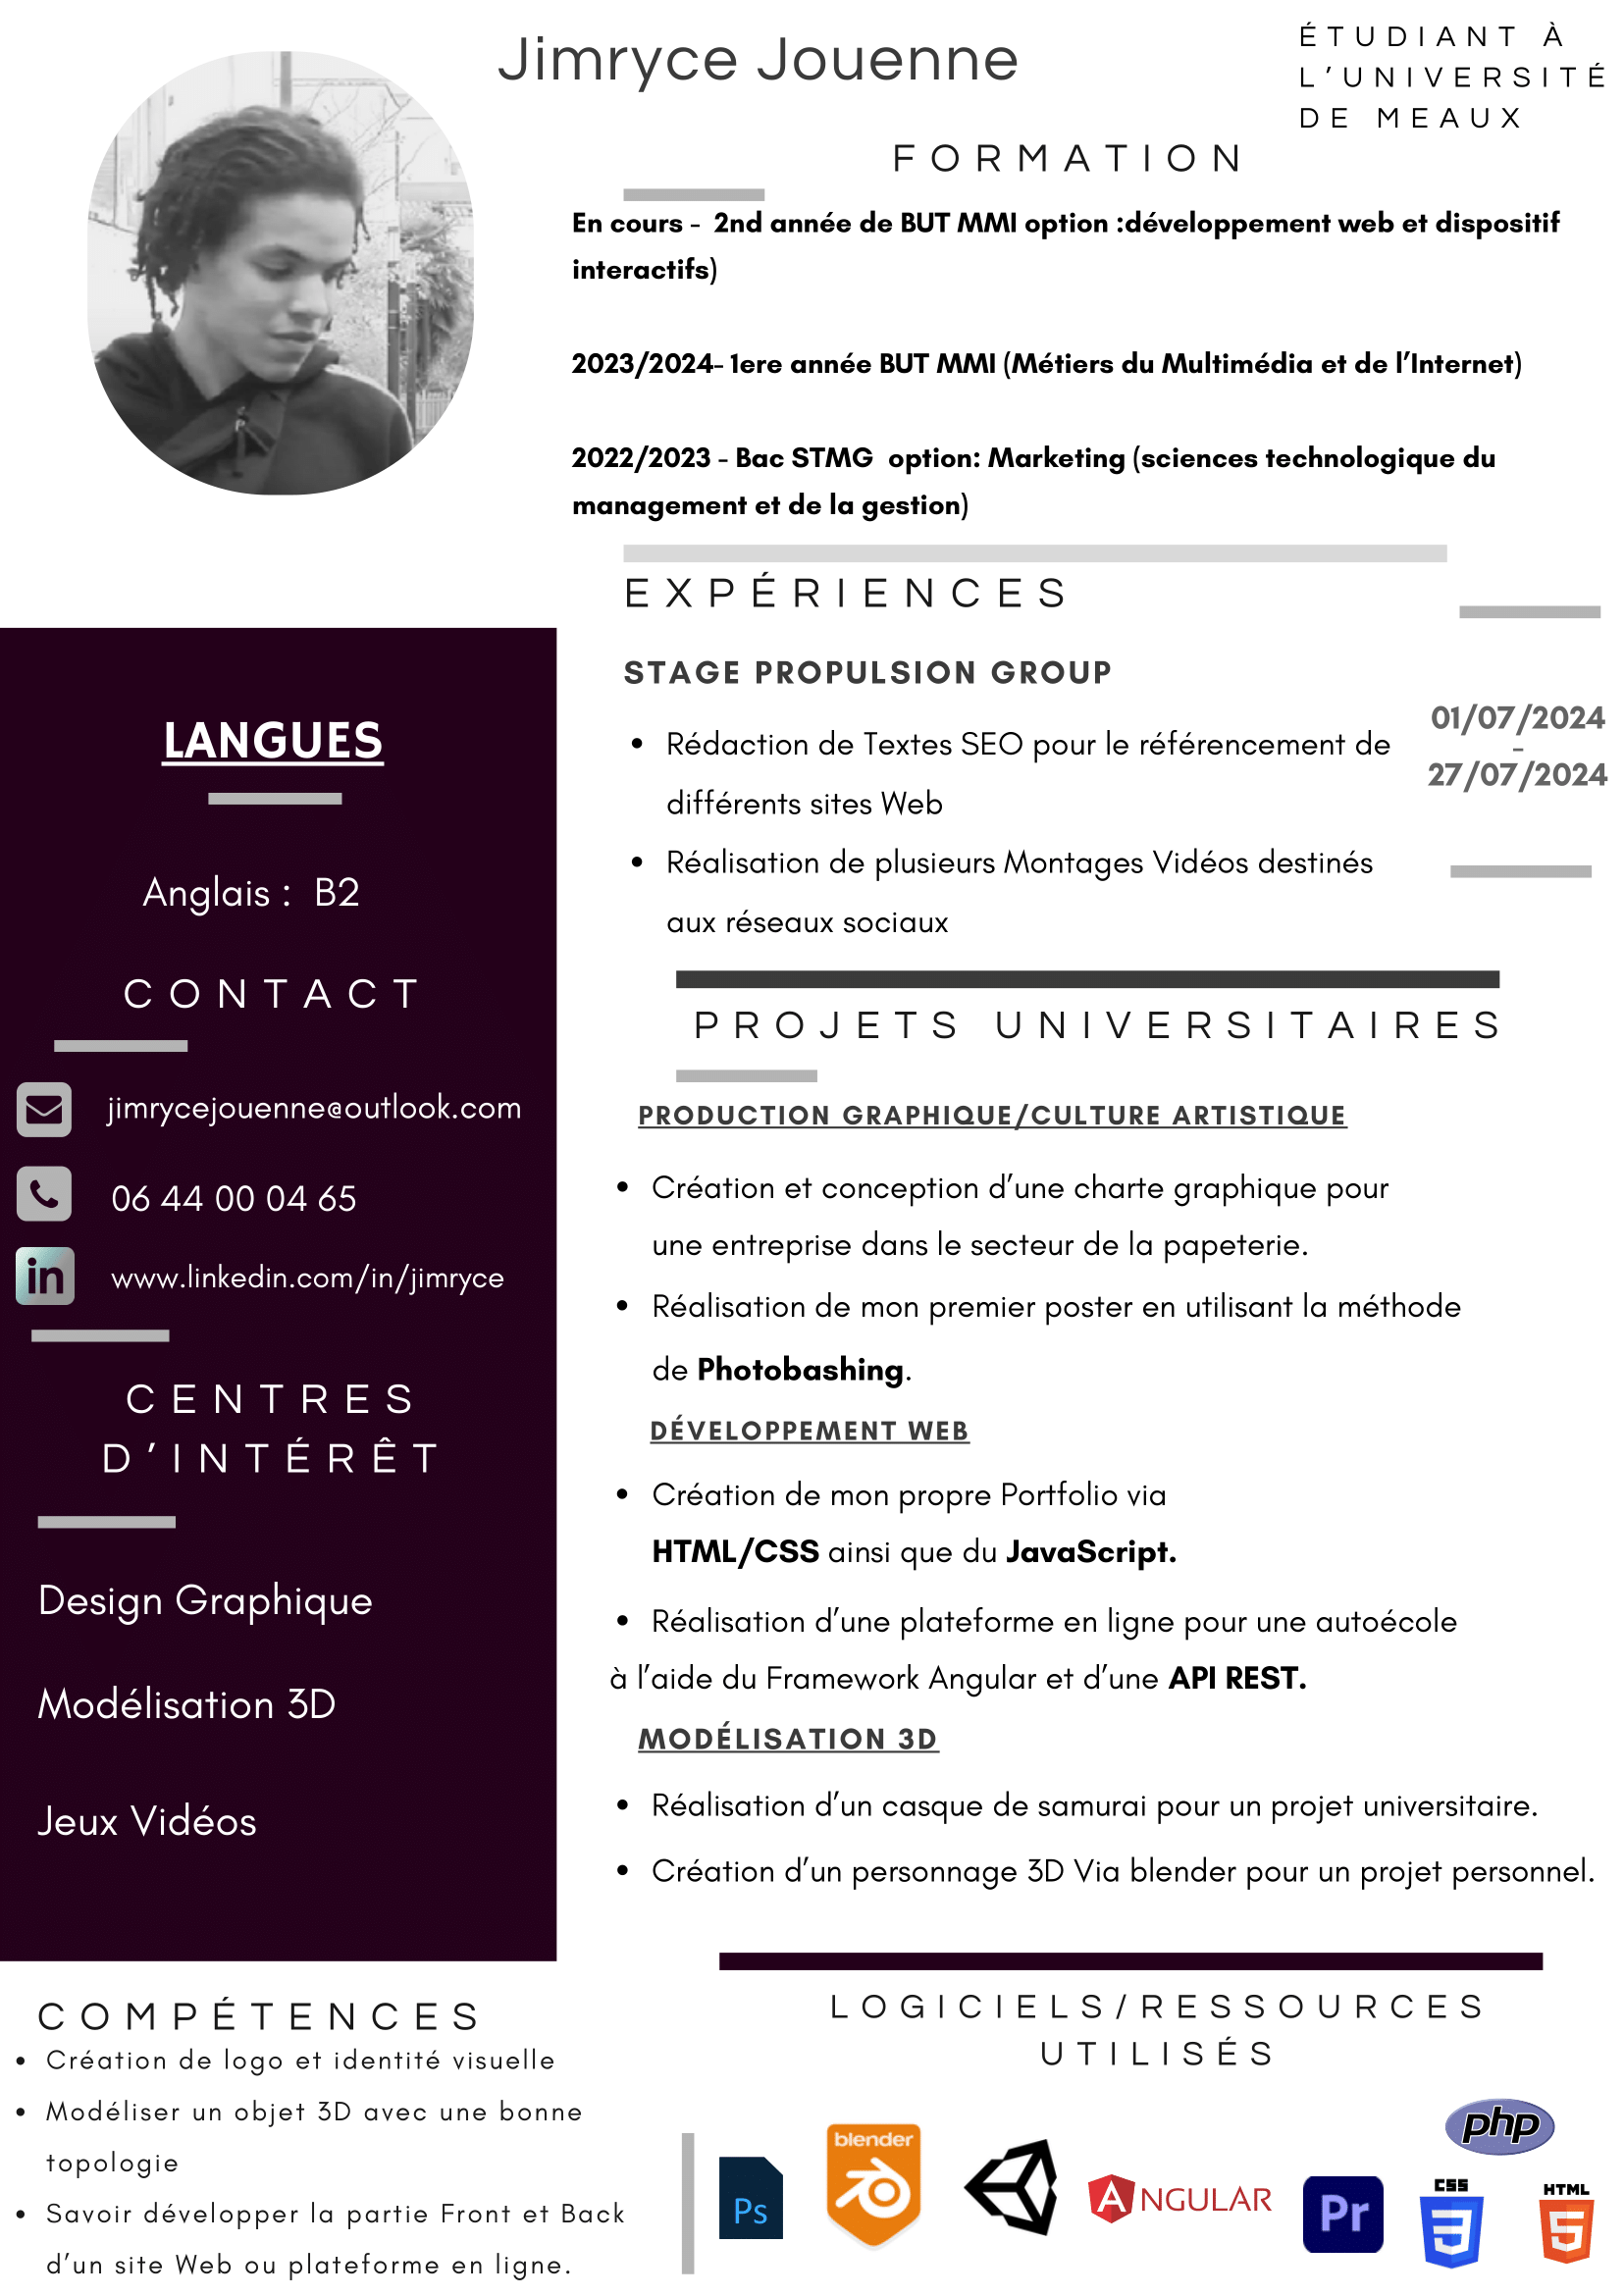 Jimryce Jouenne
ÉTUDIANT À
L’UNIVERSITÉ
DE MEAUX
FORMATION
En cours - 2nd année de BUT MMI option :développement web et dispositif
interactifs)
2023/2024- 1ere année BUT MMI (Métiers du Multimédia et de l’Internet)
2022/2023 - Bac STMG option: Marketing (sciences technologique du
management et de la gestion)
EXPÉRIENCES
STAGE PROPULSION GROUP
01/07/2024
-
27/07/2024
• Rédaction de Textes SEO pour le référencement de
différents sites Web
• Réalisation de plusieurs Montages Vidéos destinés
aux réseaux sociaux
PROJETS UNIVERSITAIRES
PRODUCTION GRAPHIQUE/CULTURE ARTISTIQUE
• Création et conception d’une charte graphique pour
une entreprise dans le secteur de la papeterie.
• Réalisation de mon premier poster en utilisant la méthode
de Photobashing.
DÉVELOPPEMENT WEB
• Création de mon propre Portfolio via
HTML/CSS ainsi que du JavaScript.
• Réalisation d’une plateforme en ligne pour une autoécole
à l’aide du Framework Angular et d’une API REST.
MODÉLISATION 3D
• Réalisation d’un casque de samurai pour un projet universitaire.
• Création d’un personnage 3D Via blender pour un projet personnel.
LANGUES
Anglais : B2
CONTACT
jimrycejouenne@outlook.com
06 44 00 04 65
in
www.linkedin.com/in/jimryce
CENTRES
D’INTÉRÊT
Design Graphique
Modélisation 3D
Jeux Vidéos
COMPÉTENCES
• Création de logo et identité visuelle
• Modéliser un objet 3D avec une bonne
topologie
• Savoir développer la partie Front et Back
d’un site Web ou plateforme en ligne.
LOGICIELS/RESSOURCES
UTILISÉS
Ps
blender
ANGULAR
Pr
php
CSS
3
HTML
5